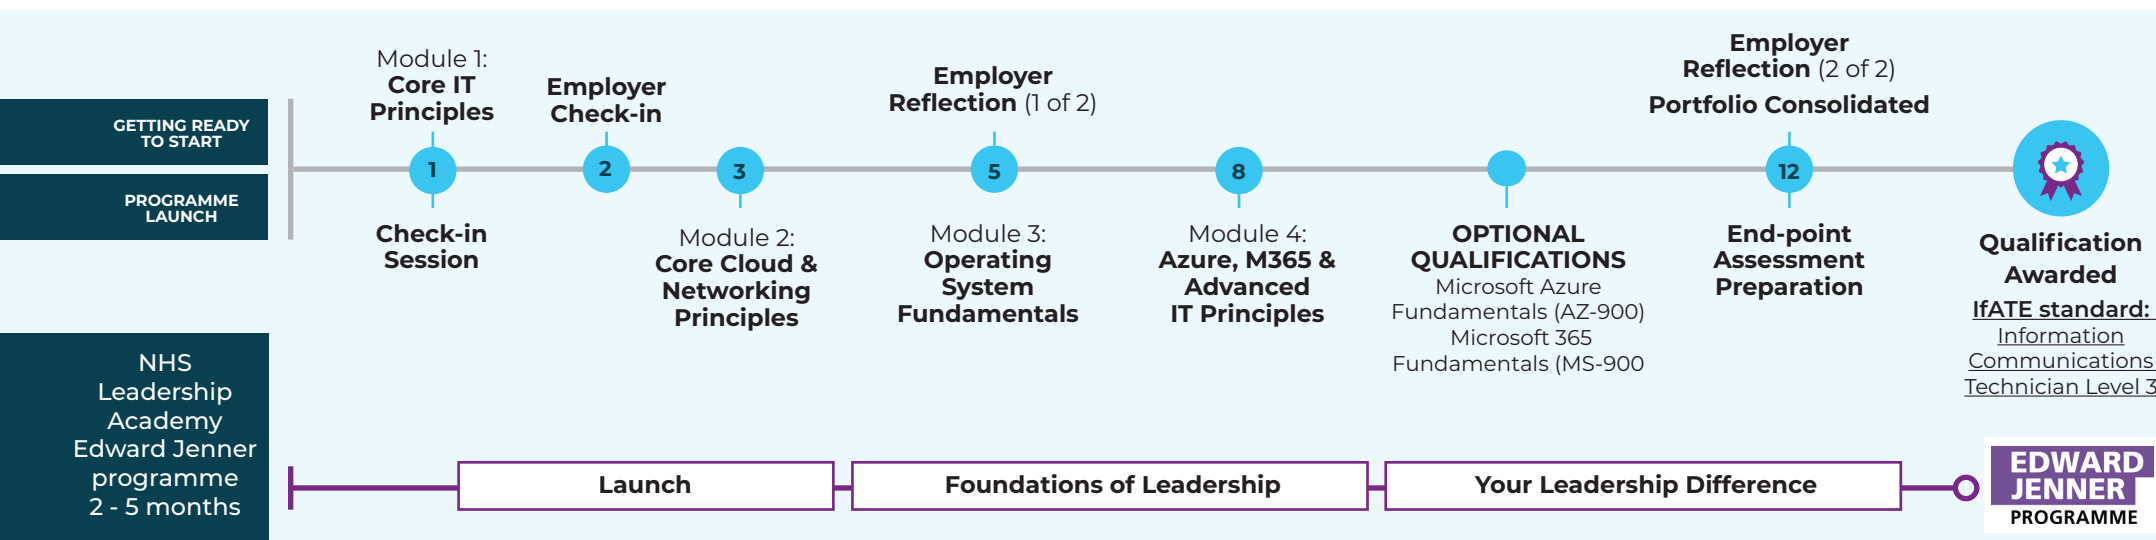 GETTING READY
TO START
PROGRAMME
LAUNCH
Module 1:
Core IT
Principles
1
Check-in
Session
Employer
Check-in
2
3
Module 2:
Core Cloud &
Networking
Principles
Employer
Reflection (1 of 2)
5
Module 3:
Operating
System
Fundamentals
8
Module 4:
Azure, M365 &
Advanced
IT Principles
OPTIONAL
QUALIFICATIONS
Microsoft Azure
Fundamentals (AZ-900)
Microsoft 365
Fundamentals (MS-900
Employer
Reflection (2 of 2)
Portfolio Consolidated
12
End-point
Assessment
Preparation
Qualification
Awarded
IfATE standard:
Information
Communications
Technician Level 3
NHS
Leadership
Academy
Edward Jenner
programme
2 - 5 months
Launch
Foundations of Leadership
Your Leadership Difference
EDWARD
JENNER
PROGRAMME